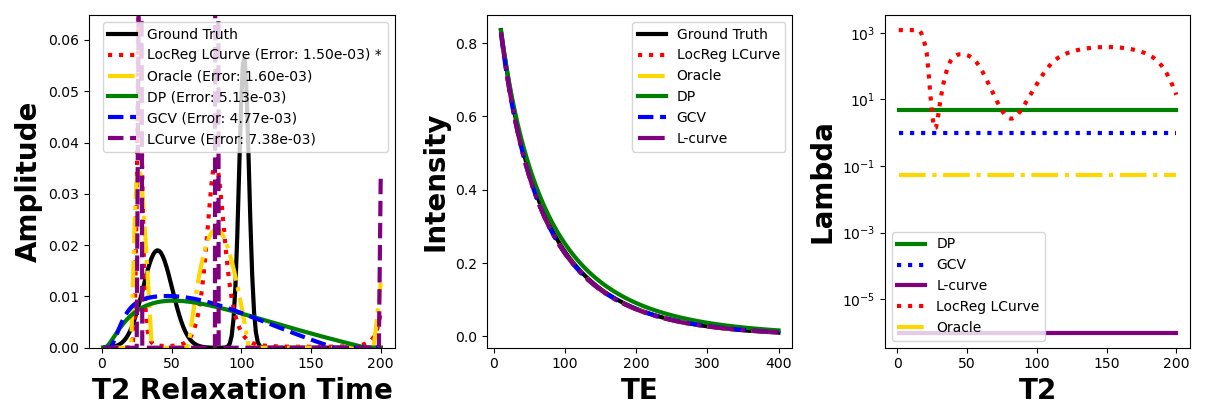 Amplitude
0.06
0.05
0.04
0.03
0.02
0.01
0.00
0 50 100 150 200
T2 Relaxation Time
Ground Truth
LocReg LCurve (Error: 1.50e-03) *
Oracle (Error: 1.60e-03)
DP (Error: 5.13e-03)
GCV (Error: 4.77e-03)
LCurve (Error: 7.38e-03)
Intensity
0.8
0.6
0.4
0.2
0.0
0 100 200 300 400
TE
Ground Truth
LocReg LCurve
Oracle
DP
GCV
L-curve
Lambda
10³
10¹
10⁻¹
10⁻³
10⁻⁵
0 50 100 150 200
T2
DP
GCV
L-curve
LocReg LCurve
Oracle